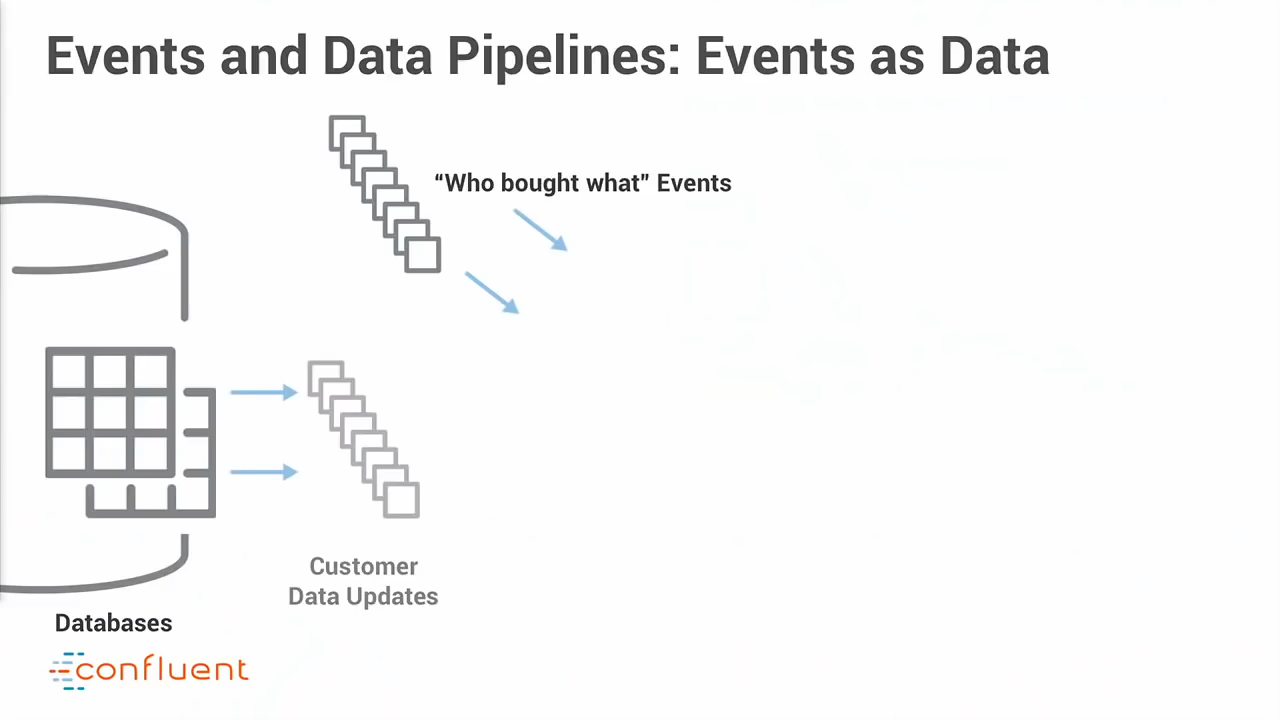 Events and Data Pipelines: Events as Data
“Who bought what” Events
Customer
Data Updates
Databases
confluent